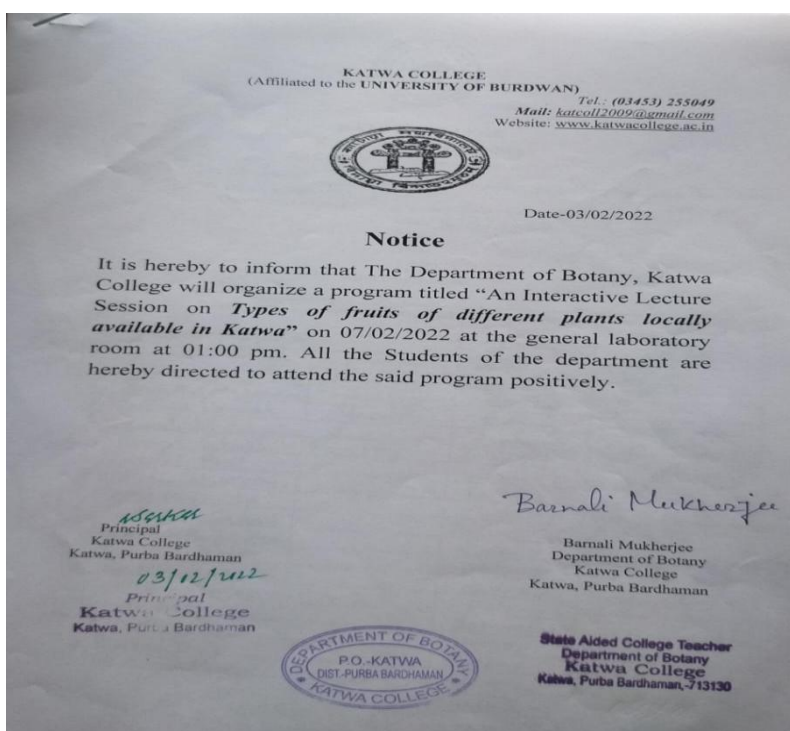 KATWA COLLEGE
(Affiliated to the UNIVERSITY OF BURDWAN)
Tel.: (03453) 255049
Mail: katcoll2009@gmail.com
Website: www.katwacollege.ac.in
Date-03/02/2022
Notice
It is hereby to inform that The Department of Botany, Katwa
College will organize a program titled “An Interactive Lecture
Session on Types of fruits of different plants locally
available in Katwa” on 07/02/2022 at the general laboratory
room at 01:00 pm. All the Students of the department are
hereby directed to attend the said program positively.
Principal
Katwa College
Katwa, Purba Bardhaman
03/02/2022
Principal
Katwa College
Katwa, Purba Bardhaman
DEPARTMENT OF BOTANY
P.O.-KATWA
DIST.-PURBA BARDHAMAN
KATWA COLLEGE
Barnali Mukherjee
Barnali Mukherjee
Department of Botany
Katwa College
Katwa, Purba Bardhaman
State Aided College Teacher
Department of Botany
Katwa College
Katwa, Purba Bardhaman,-713130